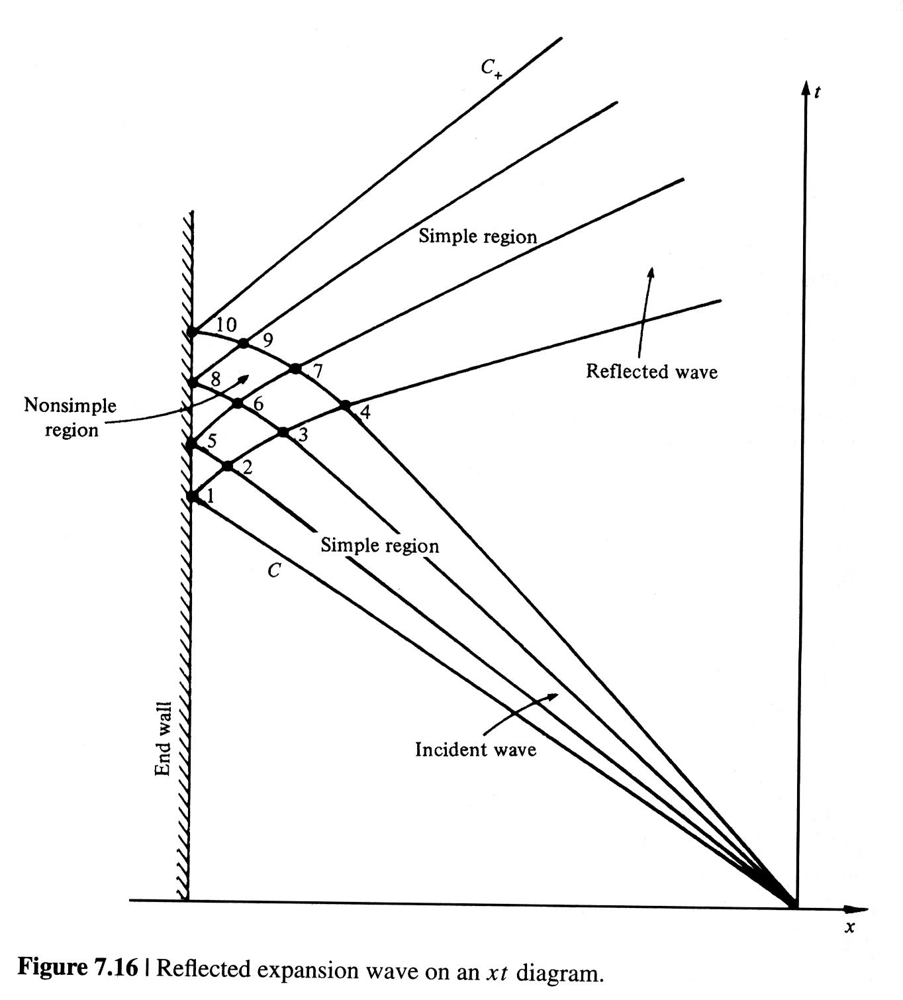 C+
t
Simple region
10
9
Reflected wave
7
8
Nonsimple
region
6
4
3
5
2
1
Simple region
C
End wall
Incident wave
x
Figure 7.16 | Reflected expansion wave on an xt diagram.